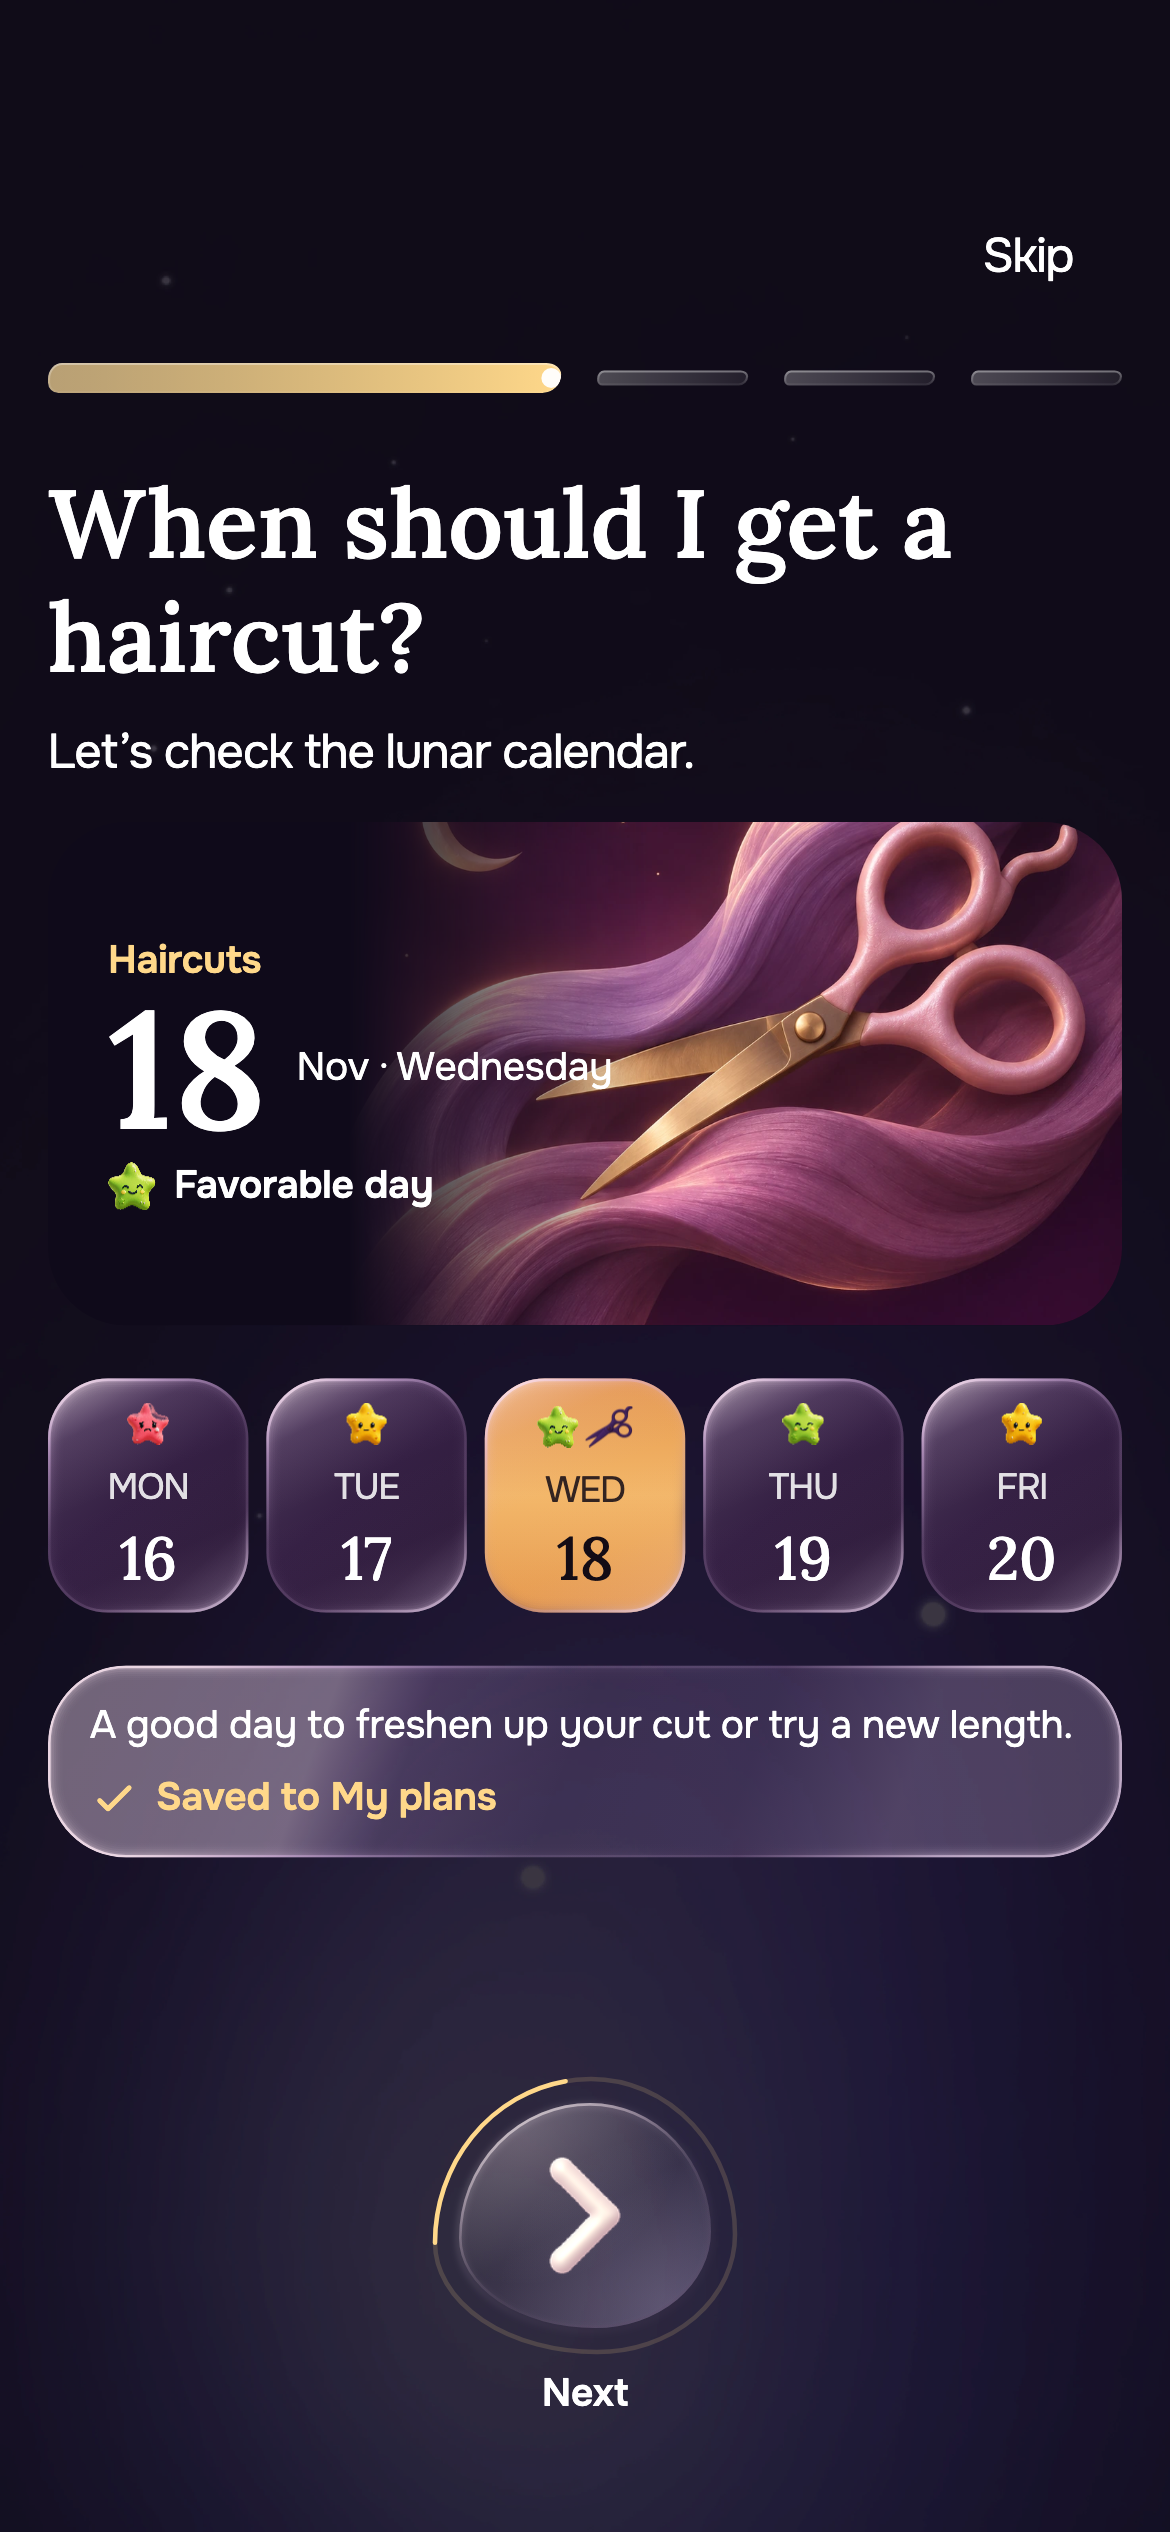 Skip
When should I get a
haircut?
Let’s check the lunar calendar.
Haircuts
18 Nov · Wednesday
Favorable day
MON TUE WED THU FRI
16 17 18 19 20
A good day to freshen up your cut or try a new length.
Saved to My plans
Next